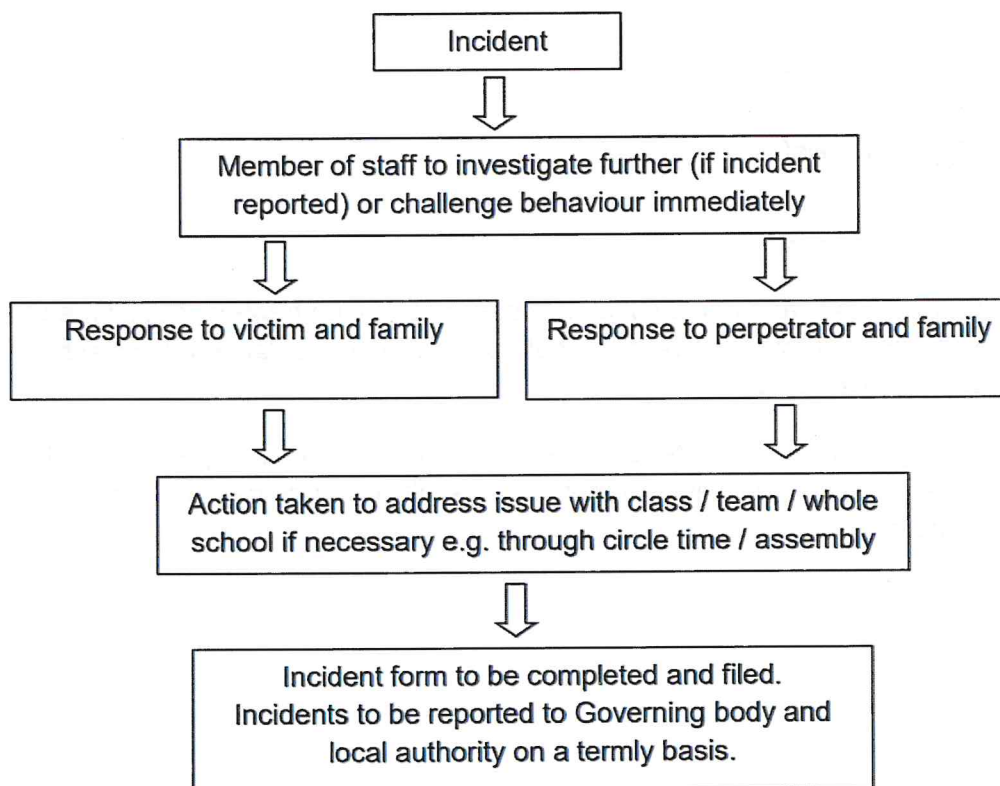 Incident
Member of staff to investigate further (if incident
reported) or challenge behaviour immediately
Response to victim and family
Response to perpetrator and family
Action taken to address issue with class / team / whole
school if necessary e.g. through circle time / assembly
Incident form to be completed and filed.
Incidents to be reported to Governing body and
local authority on a termly basis.